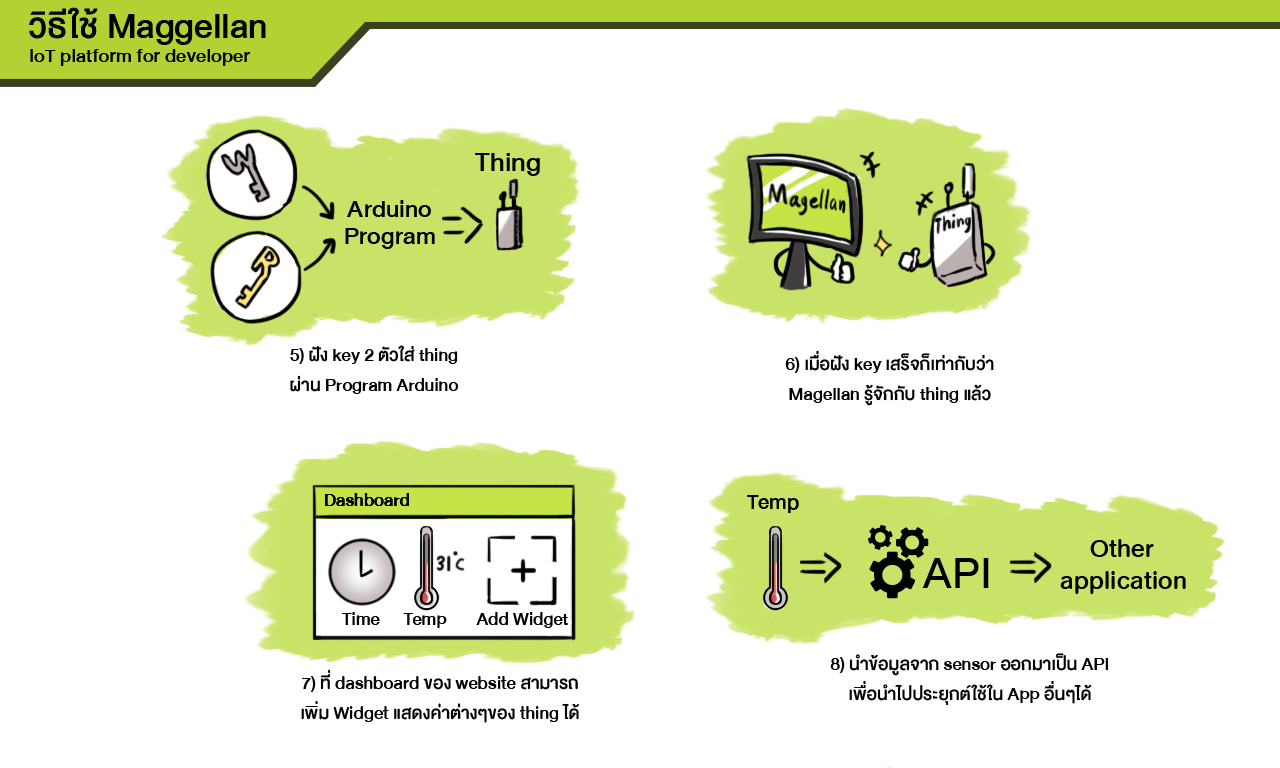 วิธีใช้ Maggellan
IoT platform for developer
Thing
Arduino
Program
5) ฝัง key 2 ตัวใส่ thing
ผ่าน Program Arduino
Magellan
Thing
6) เมื่อฝัง key เสร็จก็เท่ากับว่า
Magellan รู้จักกับ thing แล้ว
Dashboard
31°c
Time Temp Add Widget
7) ที่ dashboard ของ website สามารถ
เพิ่ม Widget แสดงค่าต่างๆของ thing ได้
Temp
API
Other
application
8) นำข้อมูลจาก sensor ออกมาเป็น API
เพื่อนำไปประยุกต์ใช้ใน App อื่นๆได้